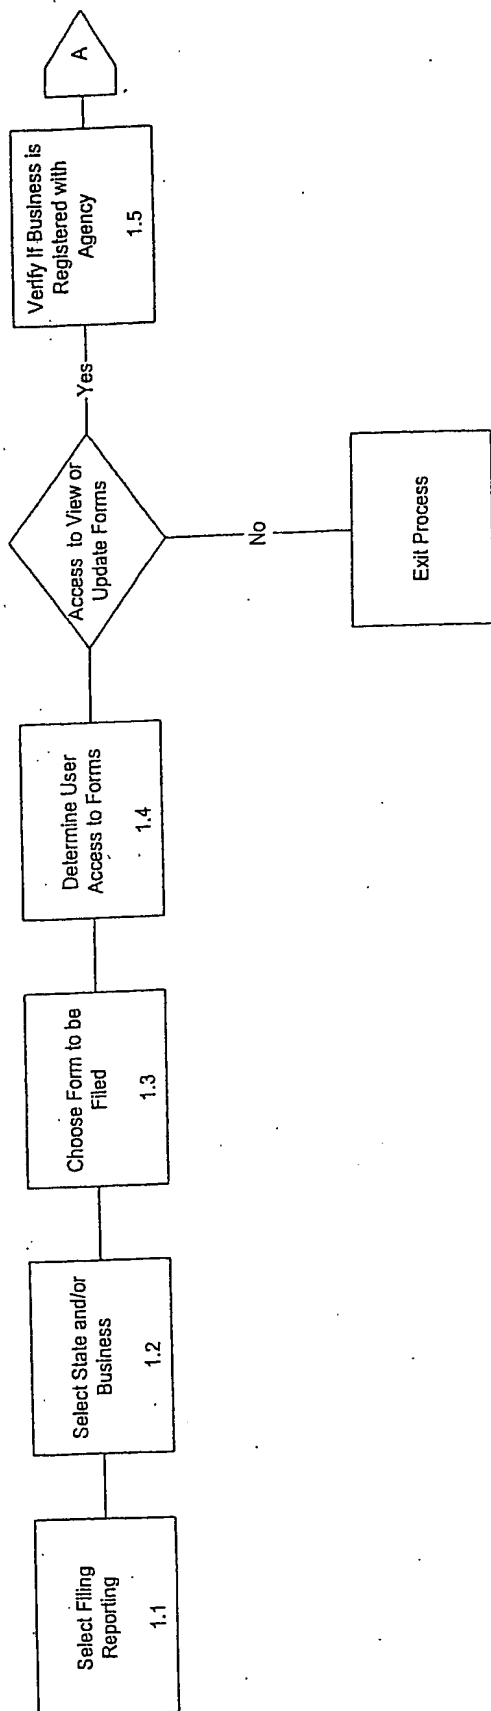 Select Filing
Reporting
1.1
Select State and/or
Business
1.2
Choose Form to be
Filed
1.3
Determine User
Access to Forms
1.4
Access to View or
Update Forms
Yes
No
Exit Process
Verify If Business is
Registered with
Agency
1.5
A